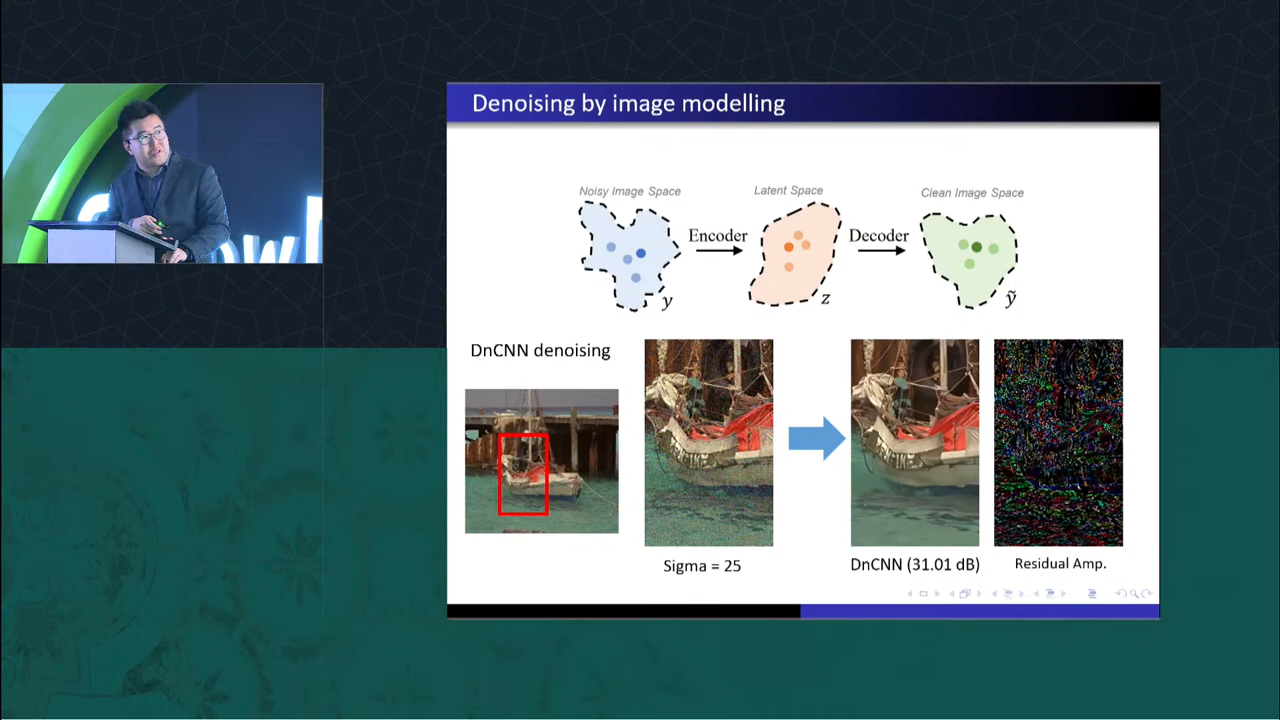 Denoising by image modelling
Noisy Image Space
Latent Space
Clean Image Space
Encoder
Decoder
y
z
ỹ
DnCNN denoising
Sigma = 25
DnCNN (31.01 dB)
Residual Amp.